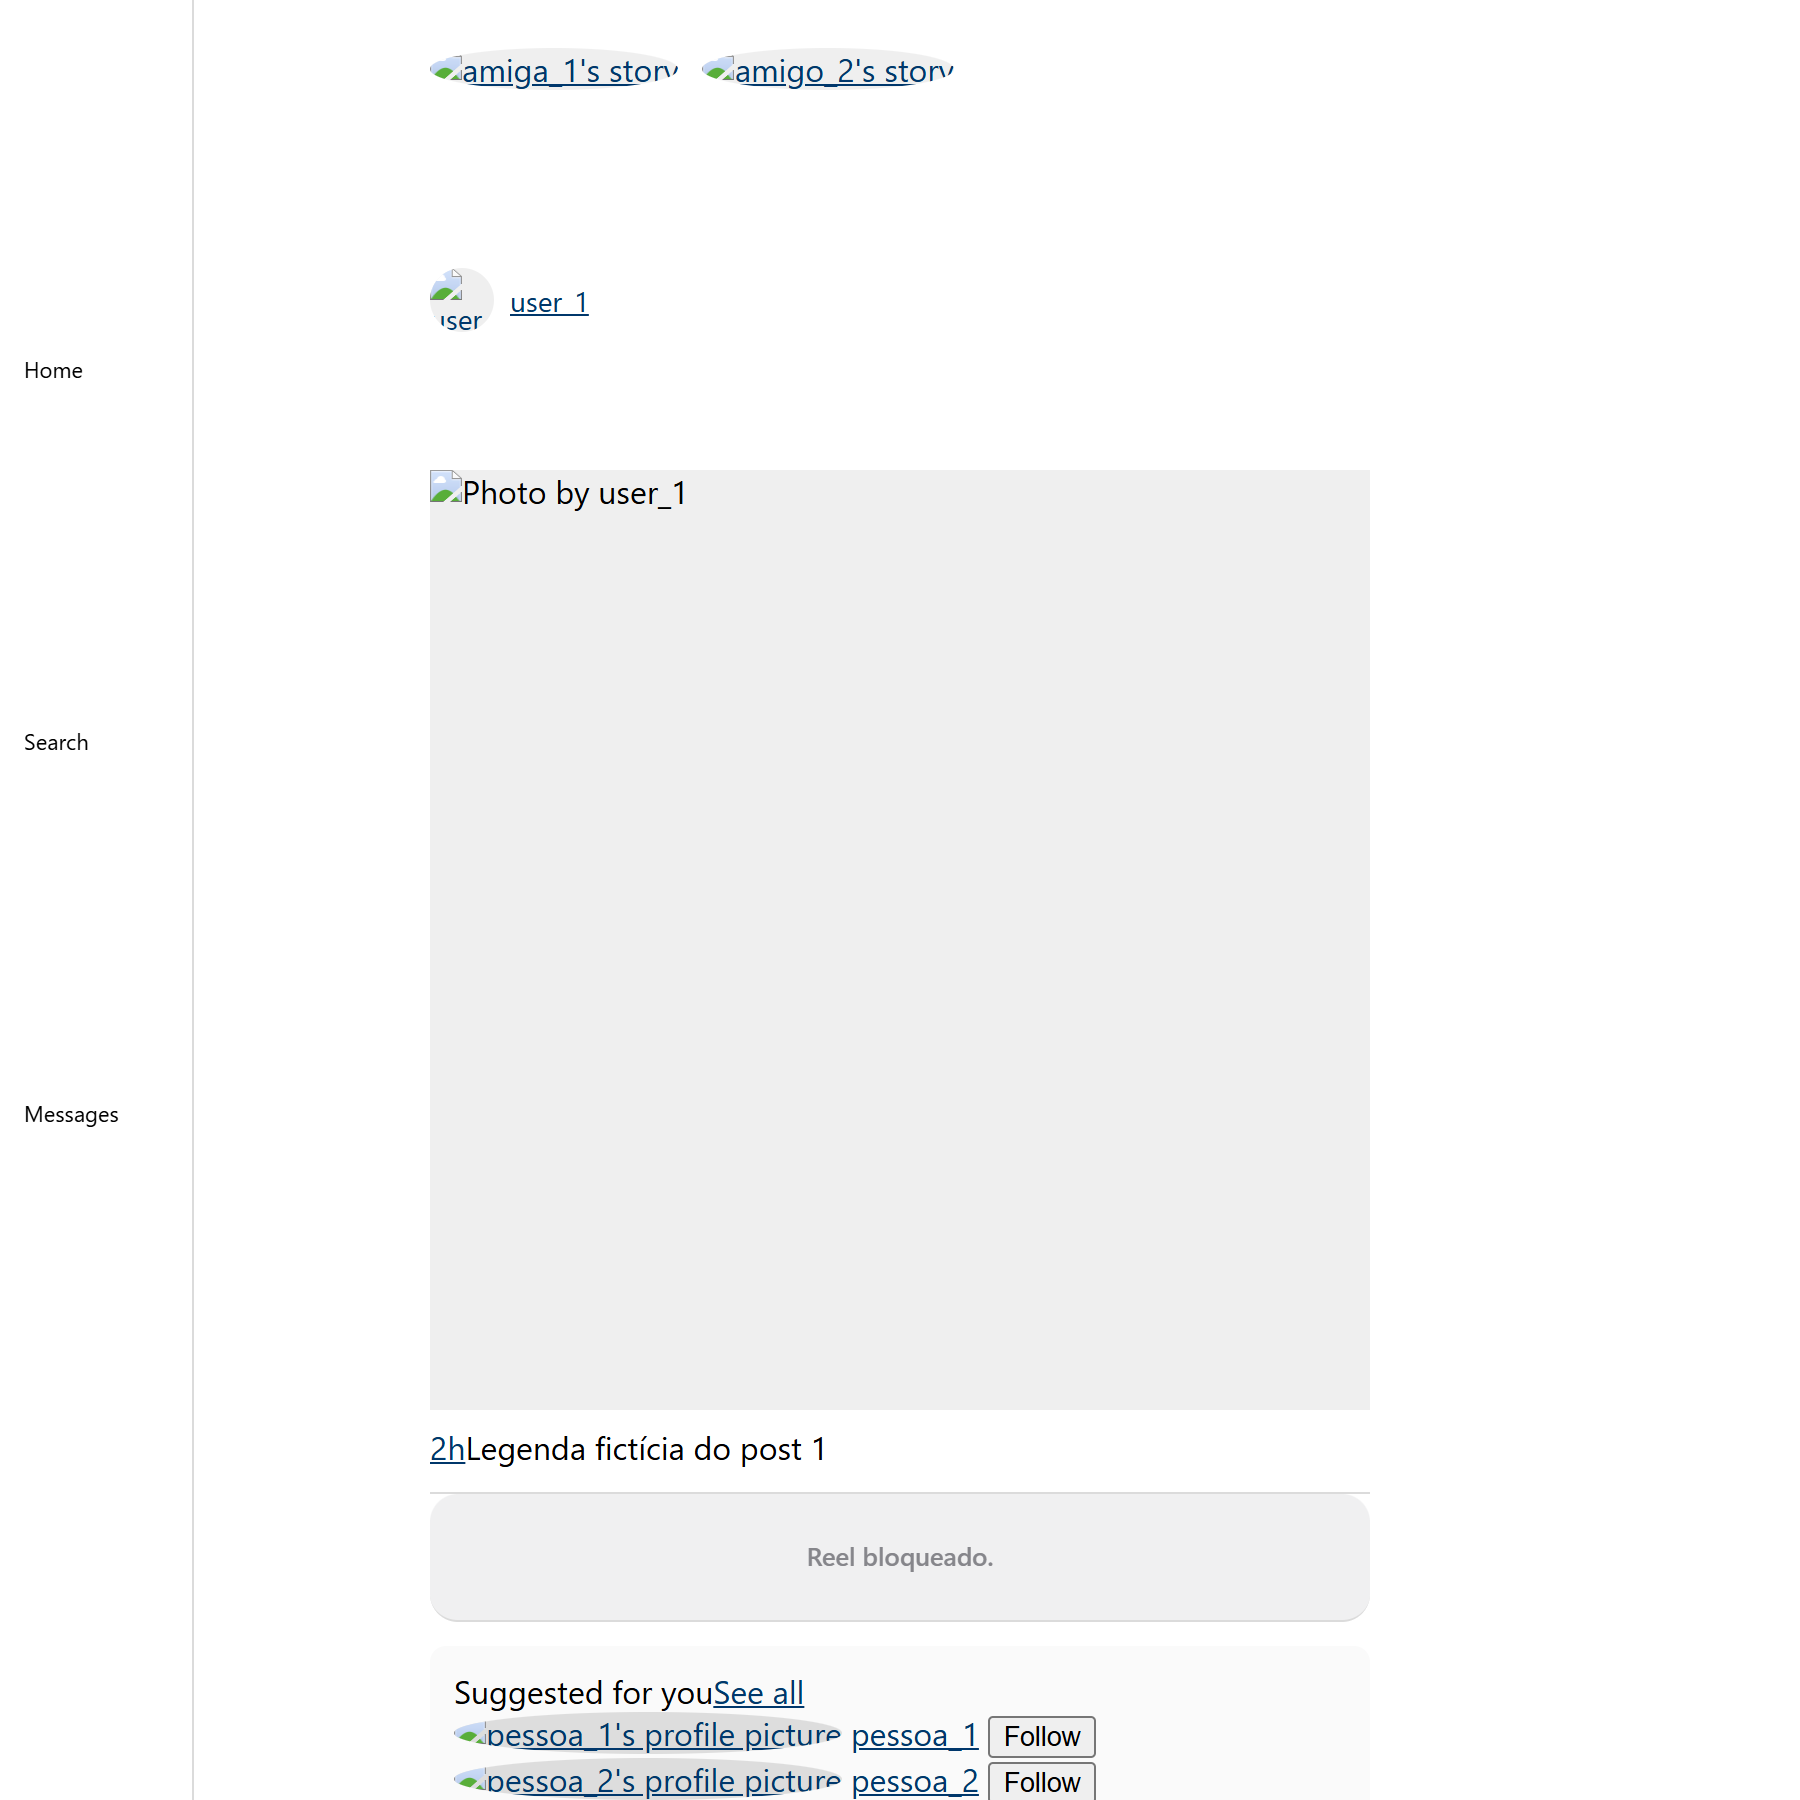 amiga_1's story
amigo_2's story
user
user_1
Home
Photo by user_1
Search
Messages
2hLegenda fictícia do post 1
Reel bloqueado.
Suggested for youSee all
pessoa_1's profile picture pessoa_1 Follow
pessoa_2's profile picture pessoa_2 Follow